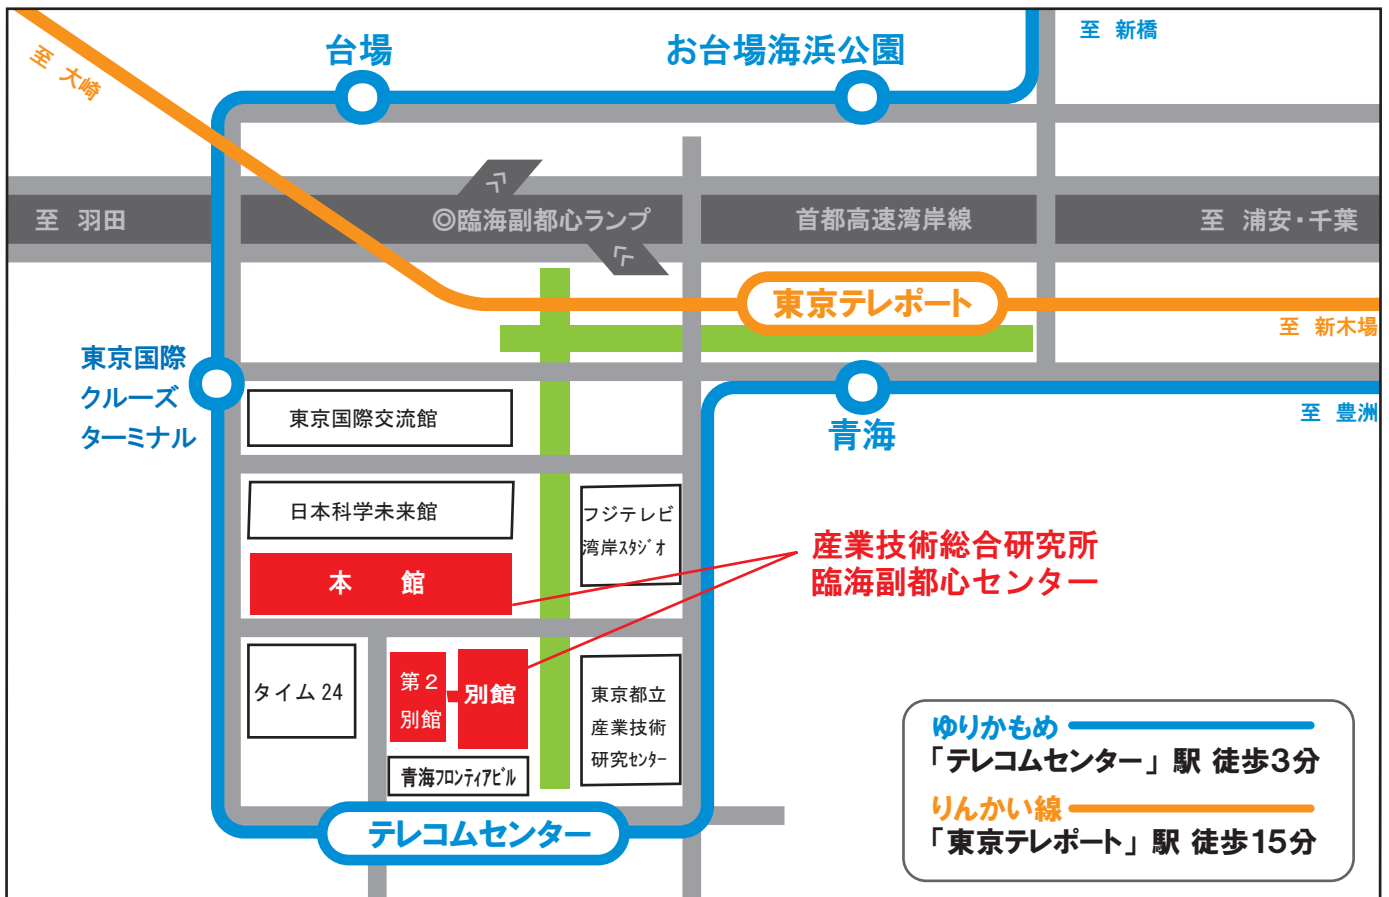 至 新橋
台場
お台場海浜公園
至 大崎
至 羽田
◎臨海副都心ランプ
首都高速湾岸線
至 浦安・千葉
東京テレポート
至 新木場
東京国際
クルーズ
ターミナル
青海
至 豊洲
東京国際交流館
日本科学未来館
フジテレビ
湾岸スタジオ
産業技術総合研究所
臨海副都心センター
本 館
タイム 24
第2
別館
別館
東京都立
産業技術
研究センター
青海フロンティアビル
テレコムセンター
ゆりかもめ
「テレコムセンター」駅 徒歩3分
りんかい線
「東京テレポート」駅 徒歩15分